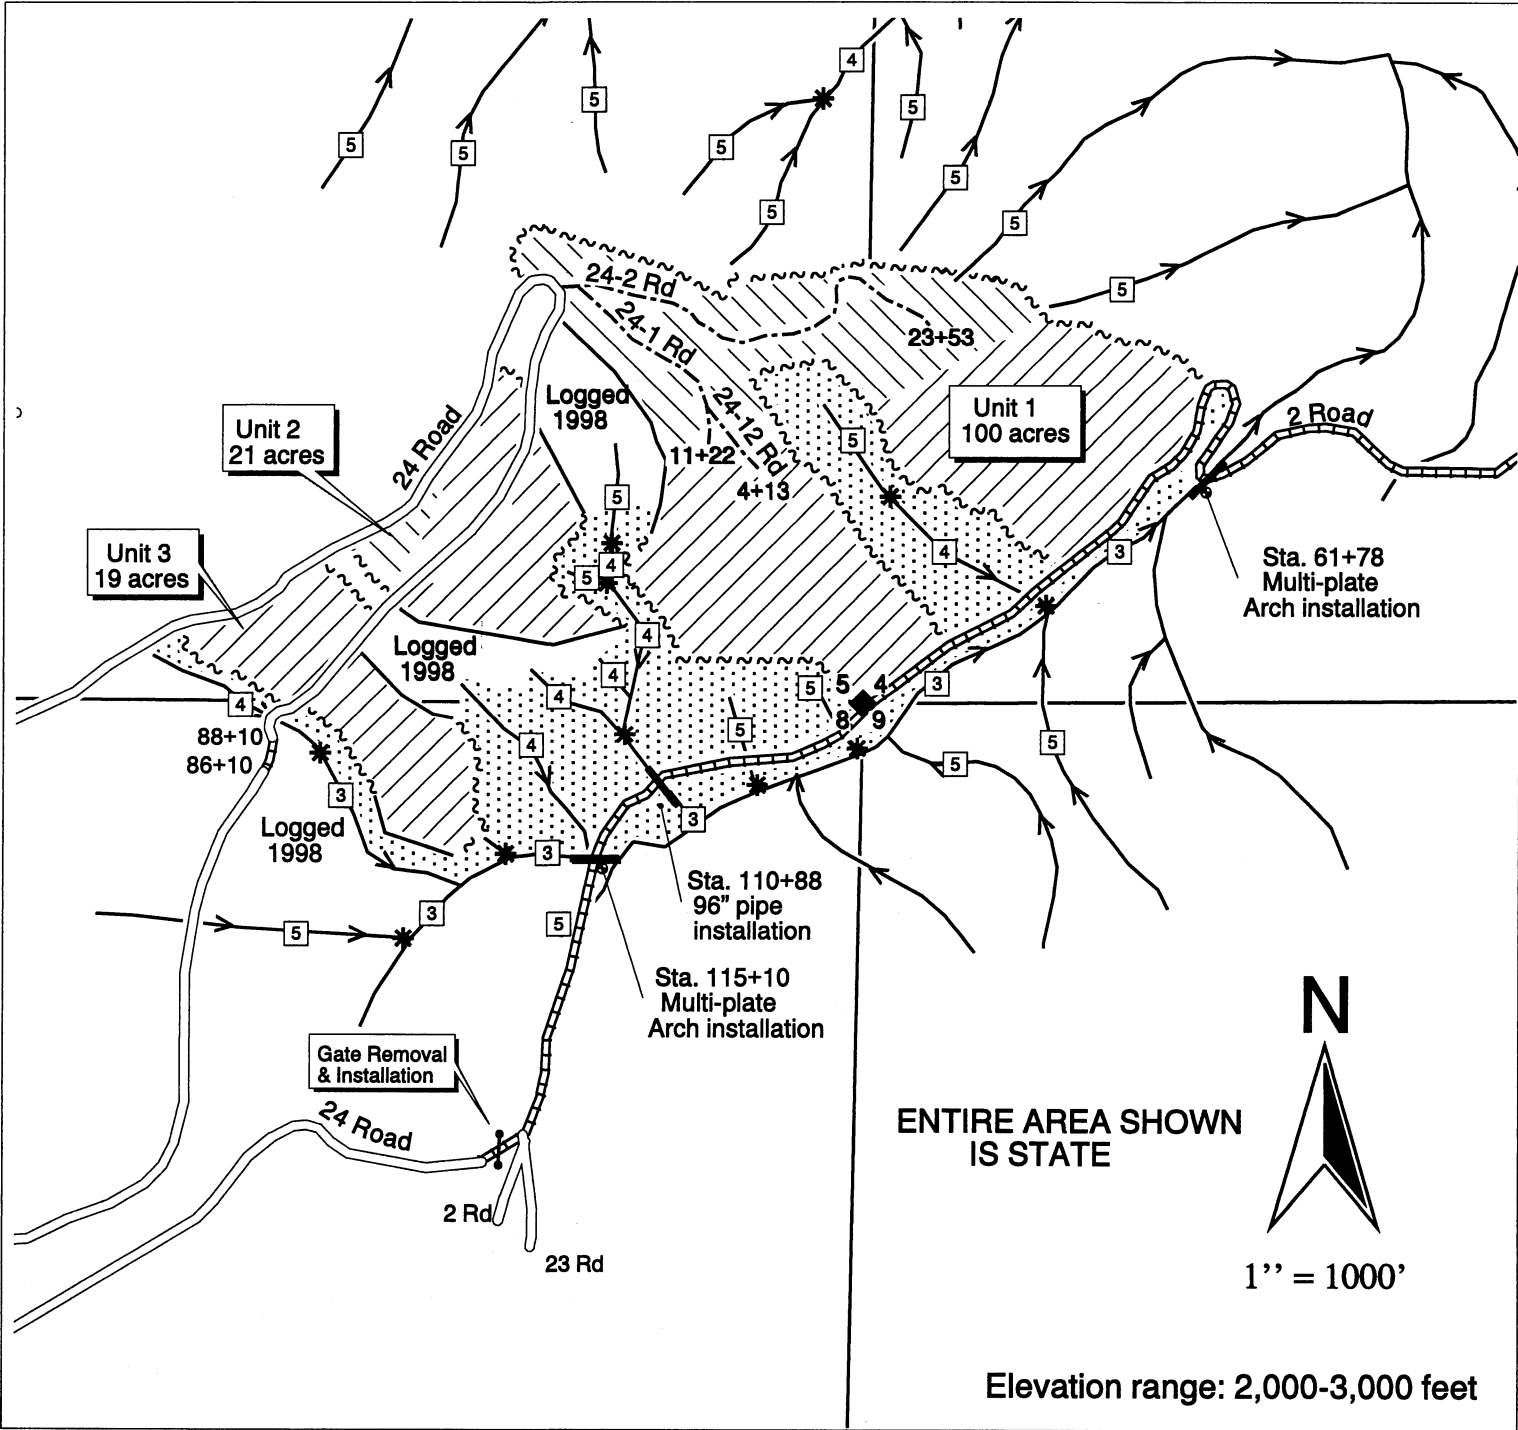 4
5
5
5
5
5
5
5
5
5
5
24-2 Rd
24-1 Rd
23+53
Logged
1998
24-12 Rd
Unit 1
100 acres
2 Road
Unit 2
21 acres
24 Road
5
11+22
4+13
5
4
3
4
5
Unit 3
19 acres
Sta. 61+78
Multi-plate
Arch installation
4
Logged
1998
4
4
5
5 4
8 9
3
4
88+10
86+10
4
5
5
5
3
Logged
1998
3
3
Sta. 110+88
96” pipe
installation
3
5
5
Sta. 115+10
Multi-plate
Arch installation
N
Gate Removal
& Installation
24 Road
ENTIRE AREA SHOWN
IS STATE
2 Rd
23 Rd
1’’ = 1000’
Elevation range: 2,000-3,000 feet